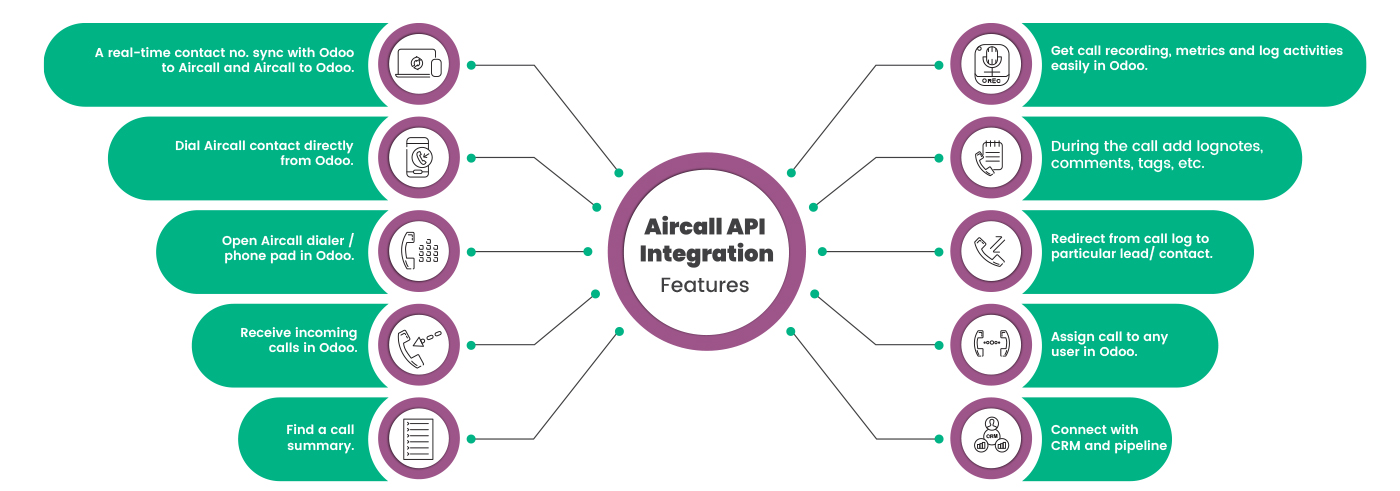 A real-time contact no. sync with Odoo
to Aircall and Aircall to Odoo.
Dial Aircall contact directly
from Odoo.
Open Aircall dialer /
phone pad in Odoo.
Receive incoming
calls in Odoo.
Find a call
summary.
Aircall API
Integration
Features
Get call recording, metrics and log activities
easily in Odoo.
OREC
During the call add lognotes,
comments, tags, etc.
Redirect from call log to
particular lead/ contact.
Assign call to any
user in Odoo.
Connect with
CRM and pipeline
CRM